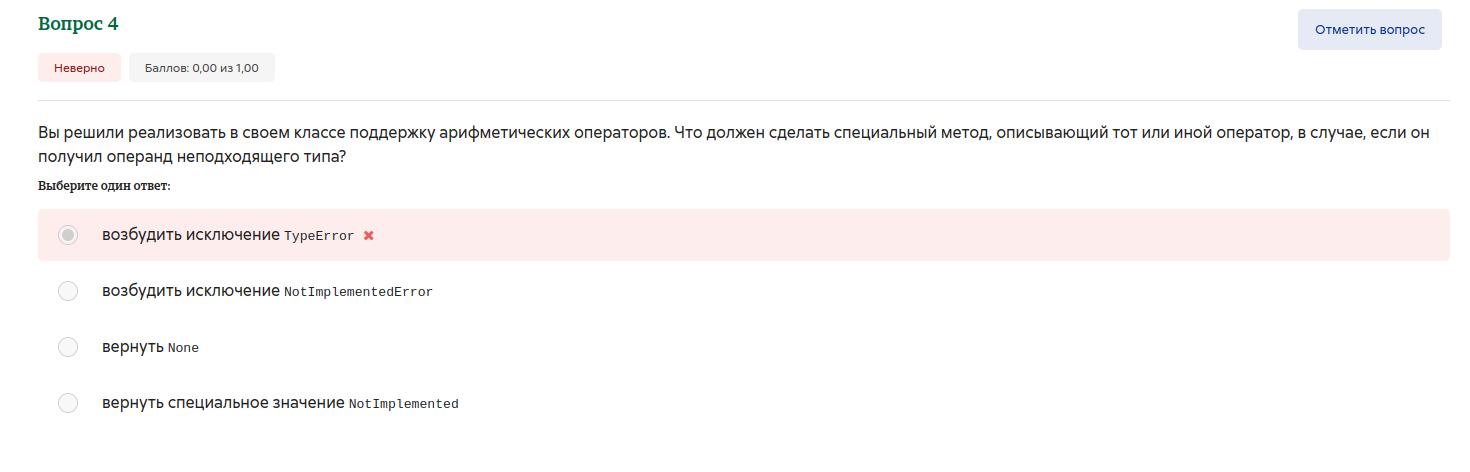 Вопрос 4
Отметить вопрос
Неверно
Баллов: 0,00 из 1,00
Вы решили реализовать в своем классе поддержку арифметических операторов. Что должен сделать специальный метод, описывающий тот или иной оператор, в случае, если он
получил операнд неподходящего типа?
Выберите один ответ:
возбудить исключение TypeError
возбудить исключение NotImplementedError
вернуть None
вернуть специальное значение NotImplemented